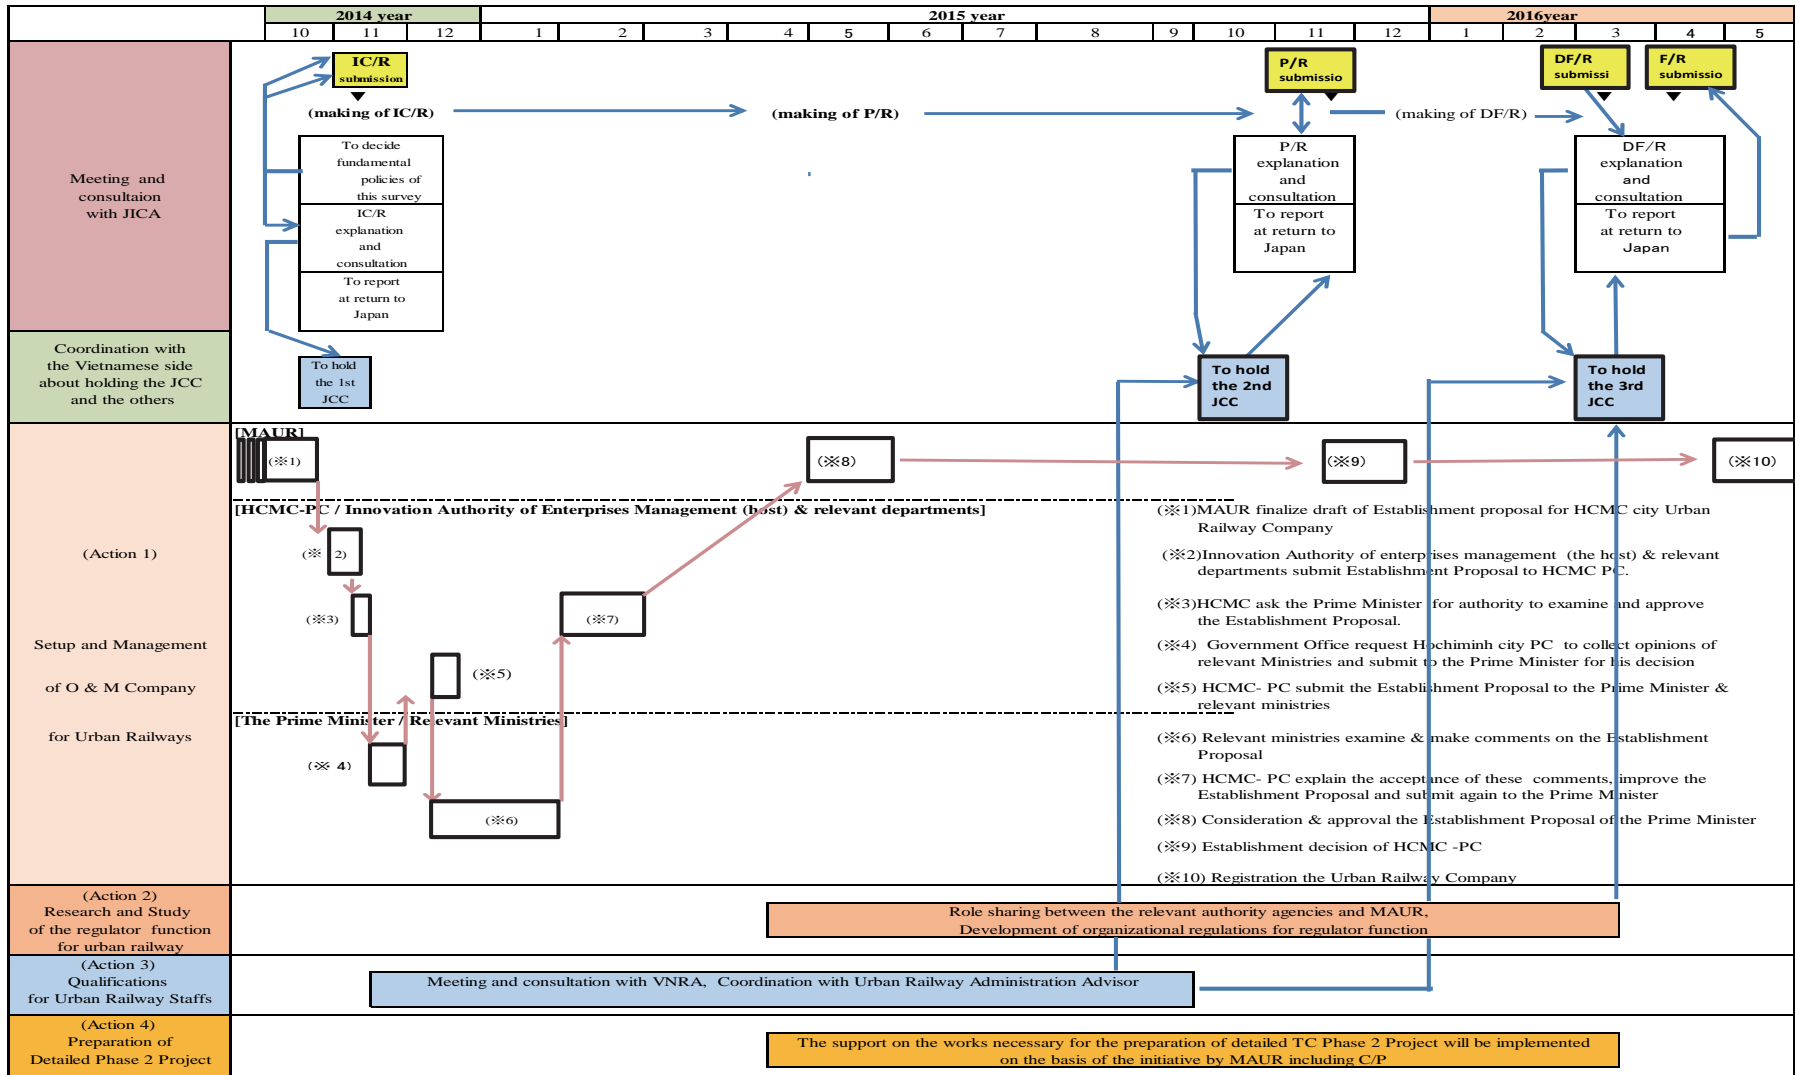 2014 year
2015 year
2016year
10 11 12 1 2 3 4 5 6 7 8 9 10 11 12 1 2 3 4 5
Meeting and
consultaion
with JICA
IC/R
submission
(making of IC/R)
(making of P/R)
P/R
submissio
(making of DF/R)
DF/R
submissi
F/R
submissio
To decide
fundamental
policies of
this survey
IC/R
explanation
and
consultation
To report
at return to
Japan
P/R
explanation
and
consultation
To report
at return to
Japan
DF/R
explanation
and
consultation
To report
at return to
Japan
Coordination with
the Vietnamese side
about holding the JCC
and the others
To hold
the 1st
JCC
To hold
the 2nd
JCC
To hold
the 3rd
JCC
(Action 1)
Setup and Management
of O & M Company
for Urban Railways
[MAUR]
(※1)
(※8)
(※9)
(※10)
[HCMC-PC / Innovation Authority of Enterprises Management (host) & relevant departments]
(※ 2)
(※3)
(※7)
(※5)
[The Prime Minister / Relevant Ministries]
(※ 4)
(※6)
(※1)MAUR finalize draft of Establishment proposal for HCMC city Urban
Railway Company
(※2)Innovation Authority of enterprises management (the host) & relevant
departments submit Establishment Proposal to HCMC PC.
(※3)HCMC ask the Prime Minister for authority to examine and approve
the Establishment Proposal.
(※4) Government Office request Hochiminh city PC to collect opinions of
relevant Ministries and submit to the Prime Minister for his decision
(※5) HCMC- PC submit the Establishment Proposal to the Prime Minister &
relevant ministries
(※6) Relevant ministries examine & make comments on the Establishment
Proposal
(※7) HCMC- PC explain the acceptance of these comments, improve the
Establishment Proposal and submit again to the Prime Minister
(※8) Consideration & approval the Establishment Proposal of the Prime Minister
(※9) Establishment decision of HCMC -PC
(※10) Registration the Urban Railway Company
(Action 2)
Research and Study
of the regulator function
for urban railway
Role sharing between the relevant authority agencies and MAUR,
Development of organizational regulations for regulator function
(Action 3)
Qualifications
for Urban Railway Staffs
Meeting and consultation with VNRA, Coordination with Urban Railway Administration Advisor
(Action 4)
Preparation of
Detailed Phase 2 Project
The support on the works necessary for the preparation of detailed TC Phase 2 Project will be implemented
on the basis of the initiative by MAUR including C/P